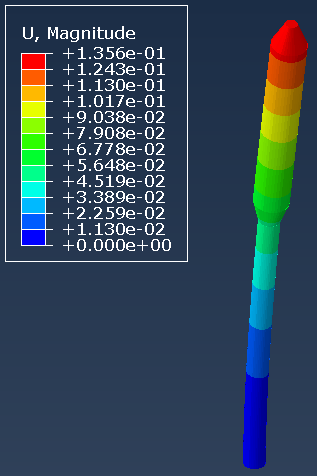 U, Magnitude
+1.356e-01
+1.243e-01
+1.130e-01
+1.017e-01
+9.038e-02
+7.908e-02
+6.778e-02
+5.648e-02
+4.519e-02
+3.389e-02
+2.259e-02
+1.130e-02
+0.000e+00